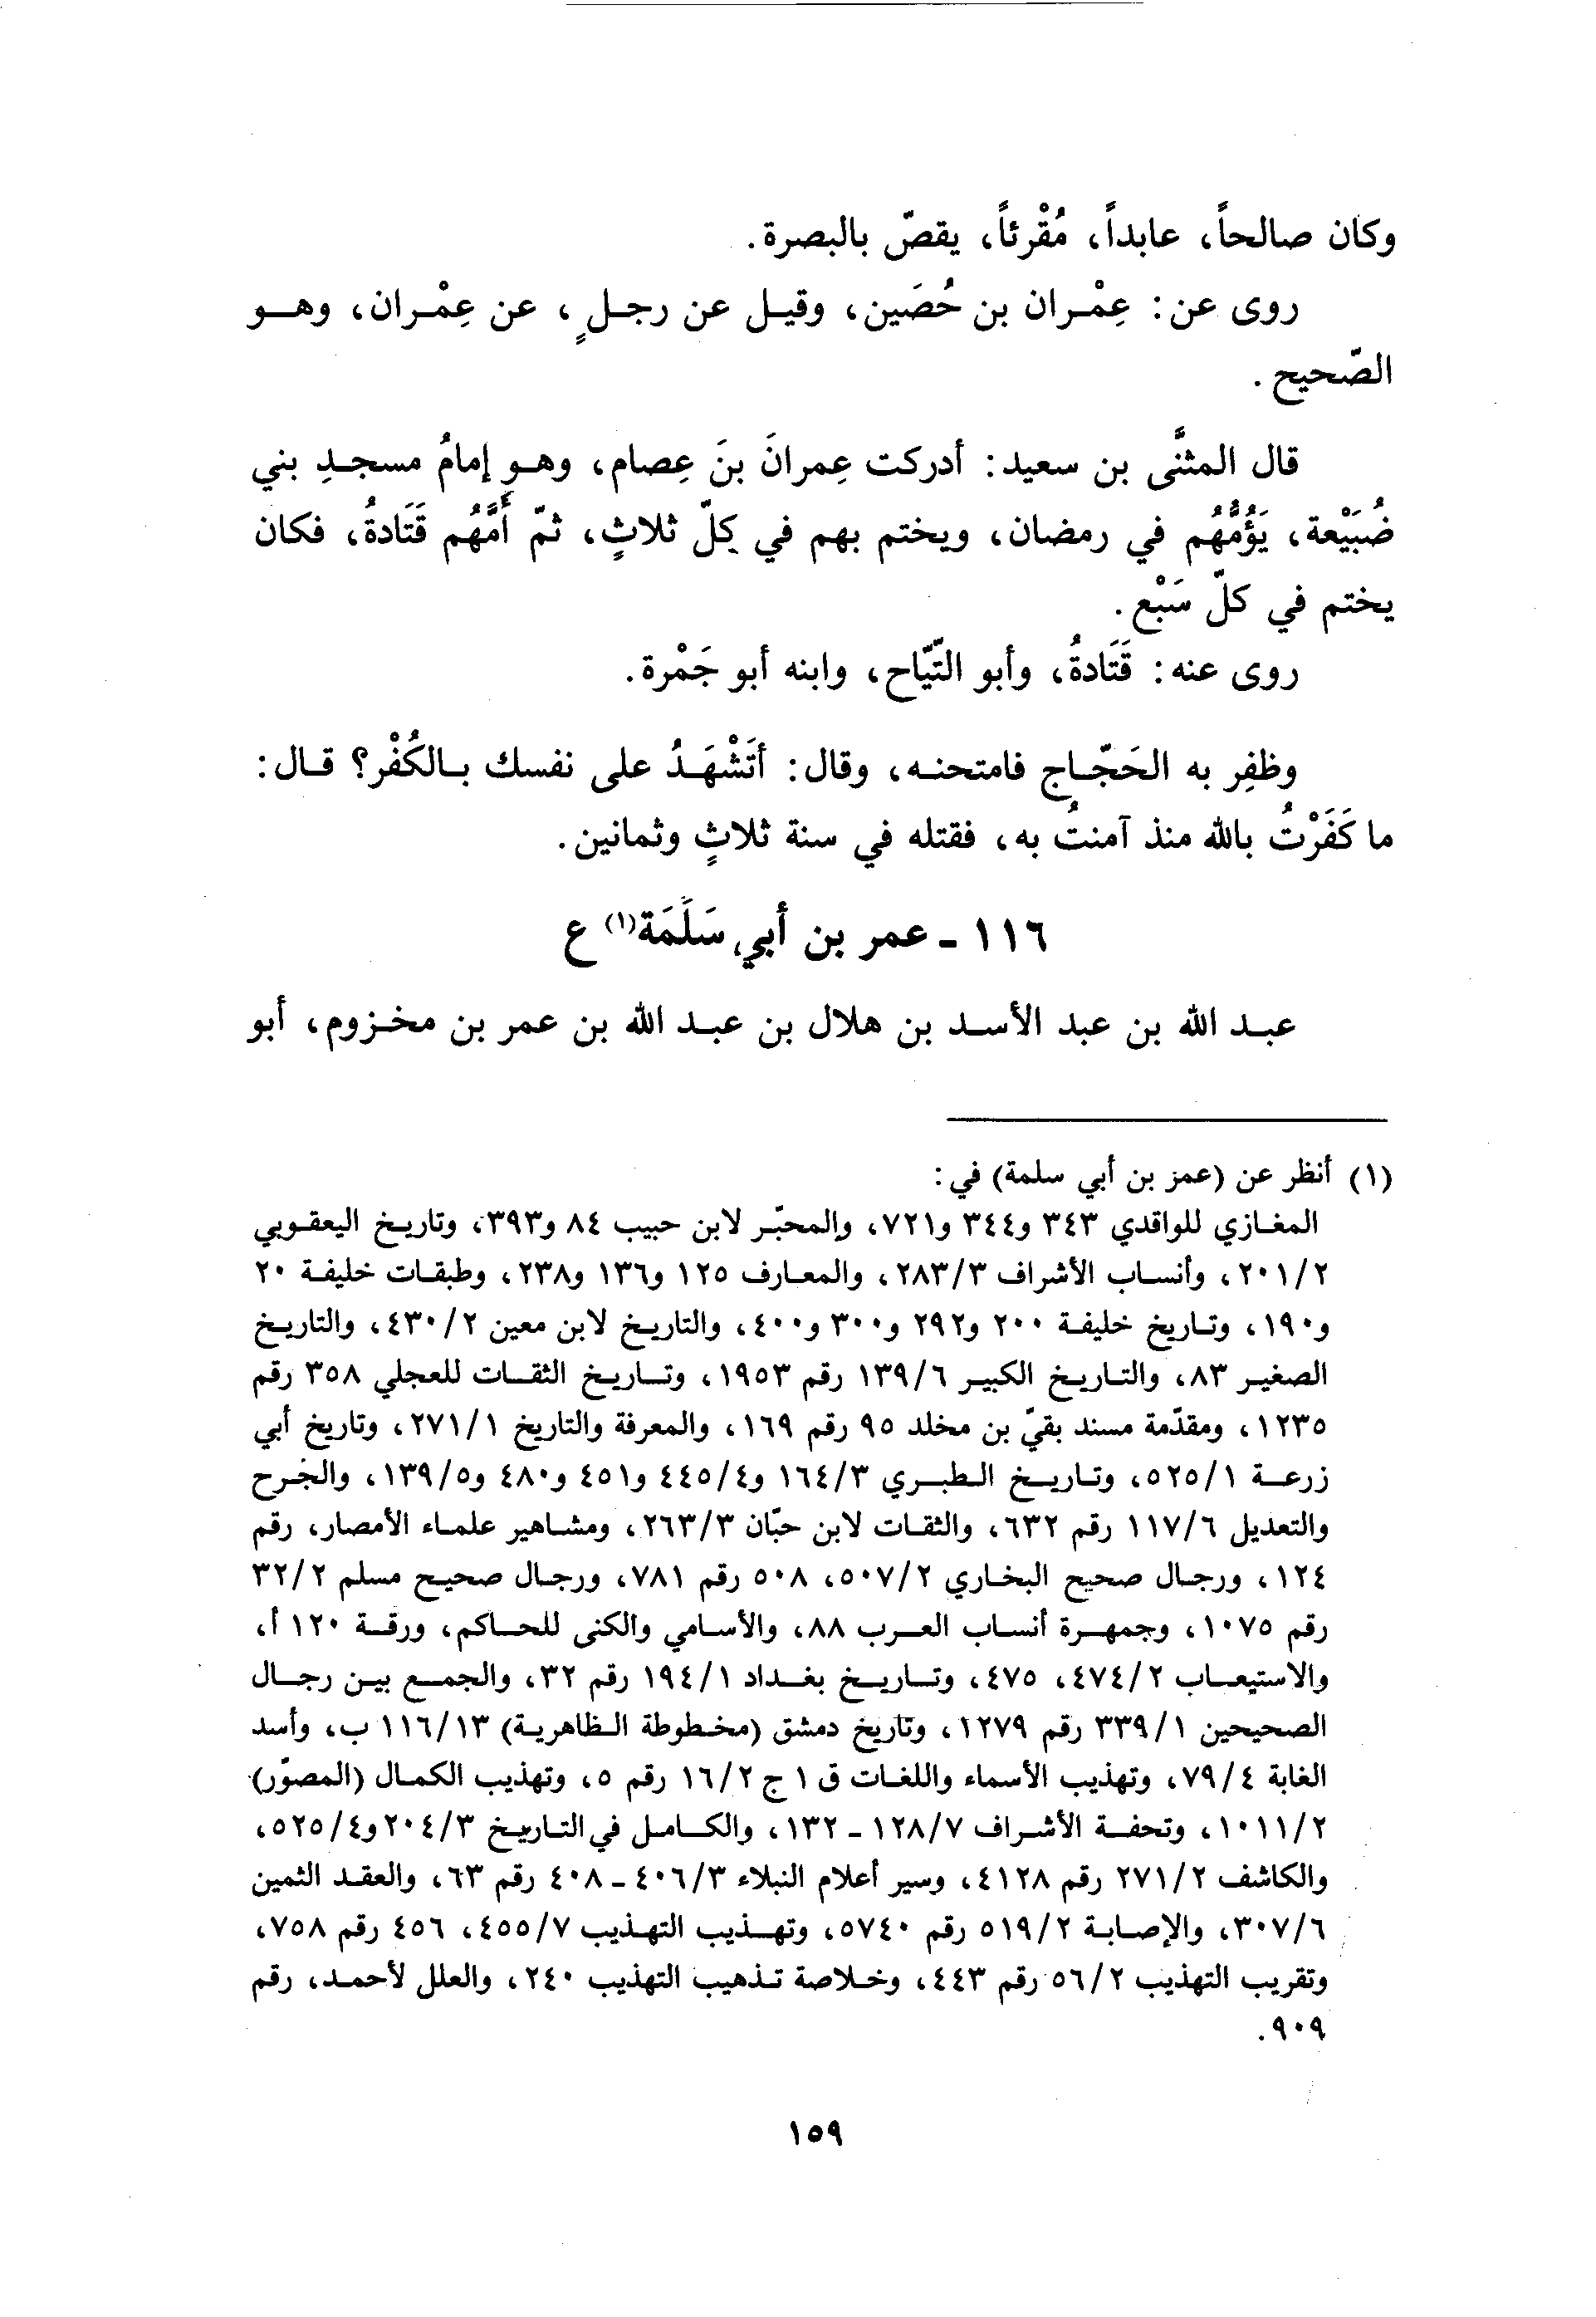 وكان صالحاً، عابداً، مُقْرئاً، يقصّ بالبصرة.
روى عن: عِمْران بن حُصَين، وقيل عن رجلٍ، عن عِمْران، وهو
الصّحيح.
قال المثنَّى بن سعيد: أدركت عِمرانَ بنَ عِصام، وهو إمامُ مسجدِ بني
ضُبَيْعة، يَؤُمُّهُم في رمضان، ويختم بهم في كلّ ثلاثٍ، ثمّ أَمَّهُم قَتَادةُ، فكان
يختم في كلّ سَبْع.
روى عنه: قَتَادةُ، وأبو التّيّاح، وابنه أبو جَمْرة.
وظفِر به الحَجّاج فامتحنه، وقال: أتَشْهَدُ على نفسك بالكُفْر؟ قال:
ما كَفَرْتُ بالله منذ آمنتُ به، فقتله في سنة ثلاثٍ وثمانين.
١١٦ - عمر بن أبي سَلَمَة(١) ع
عبد الله بن عبد الأسد بن هلال بن عبد الله بن عمر بن مخزوم، أبو
(١) أنظر عن (عمر بن أبي سلمة) في:
المغازي للواقدي ٣٤٣ و٣٤٤ و٧٢١، والمحبّر لابن حبيب ٨٤ و٣٩٣، وتاريخ اليعقوبي
٢٠١/٢، وأنساب الأشراف ٢٨٣/٣، والمعارف ١٢٥ و١٣٦ و٢٣٨، وطبقات خليفة ٢٠
و١٩٠، وتاريخ خليفة ٢٠٠ و٢٩٢ و٣٠٠ و٤٠٠، والتاريخ لابن معين ٤٣٠/٢، والتاريخ
الصغير ٨٣، والتاريخ الكبير ١٣٩/٦ رقم ١٩٥٣، وتاريخ الثقات للعجلي ٣٥٨ رقم
١٢٣٥، ومقدّمة مسند بقيّ بن مخلد ٩٥ رقم ١٦٩، والمعرفة والتاريخ ٢٧١/١، وتاريخ أبي
زرعة ٥٢٥/١، وتاريخ الطبري ١٦٤/٣ و٤٤٥/٤ و٤٥١ و٤٨٠ و١٣٩/٥، والجرح
والتعديل ١١٧/٦ رقم ٦٣٢، والثقات لابن حبّان ٢٦٣/٣، ومشاهير علماء الأمصار، رقم
١٢٤، ورجال صحيح البخاري ٥٠٧/٢، ٥٠٨ رقم ٧٨١، ورجال صحيح مسلم ٣٢/٢
رقم ١٠٧٥، وجمهرة أنساب العرب ٨٨، والأسامي والكنى للحاكم، ورقة ١٢٠ أ،
والاستيعاب ٤٧٤/٢، ٤٧٥، وتاريخ بغداد ١٩٤/١ رقم ٣٢، والجمع بين رجال
الصحيحين ٣٣٩/١ رقم ١٢٧٩، وتاريخ دمشق (مخطوطة الظاهرية) ١١٦/١٣ ب، وأسد
الغابة ٧٩/٤، وتهذيب الأسماء واللغات ق ١ ج ١٦/٢ رقم ٥، وتهذيب الكمال (المصوّر)
١٠١١/٢، وتحفة الأشراف ١٢٨/٧ - ١٣٢، والكامل في التاريخ ٢٠٤/٣ و٥٢٥/٤،
والكاشف ٢٧١/٢ رقم ٤١٢٨، وسير أعلام النبلاء ٤٠٦/٣ - ٤٠٨ رقم ٦٣، والعقد الثمين
٣٠٧/٦، والإصابة ٥١٩/٢ رقم ٥٧٤٠، وتهذيب التهذيب ٤٥٥/٧، ٤٥٦ رقم ٧٥٨،
وتقريب التهذيب ٥٦/٢ رقم ٤٤٣، وخلاصة تذهيب التهذيب ٢٤٠، والعلل لأحمد، رقم
٩٠٩.
١٥٩